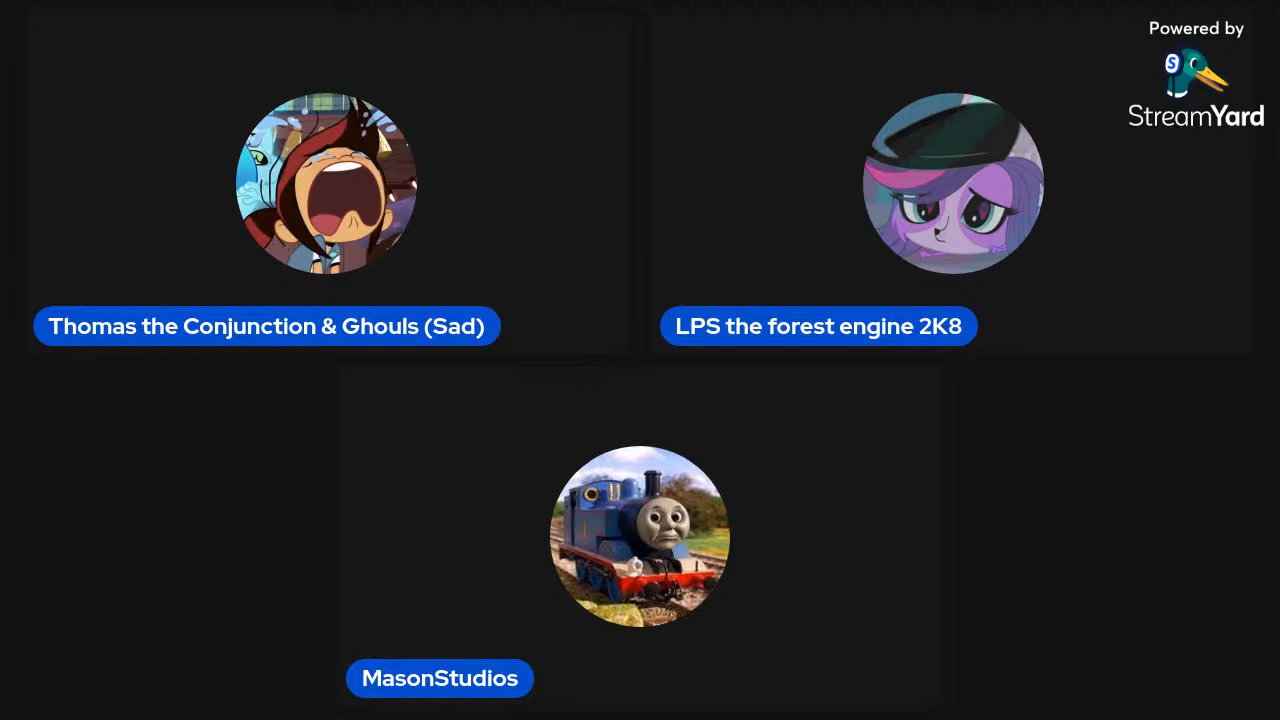 Powered by
S
StreamYard
Thomas the Conjunction & Ghouls (Sad)
LPS the forest engine 2K8
MasonStudios